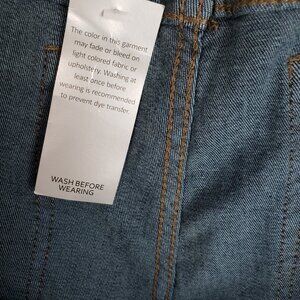 The color in this garment
may fade or bleed on
light colored fabric or
upholstery. Washing at
least once before
wearing is recommended
to prevent dye transfer.
WASH BEFORE
WEARING